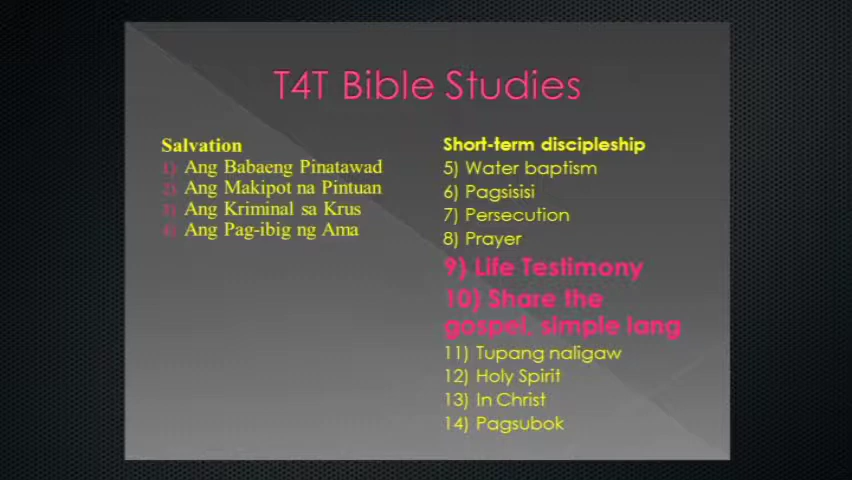 T4T Bible Studies
Salvation
1) Ang Babaeng Pinatawad
2) Ang Makipot na Pintuan
3) Ang Kriminal sa Krus
4) Ang Pag-ibig ng Ama
Short-term discipleship
5) Water baptism
6) Pagsisisi
7) Persecution
8) Prayer
9) Life Testimony
10) Share the
gospel, simple lang
11) Tupang naligaw
12) Holy Spirit
13) In Christ
14) Pagsubok